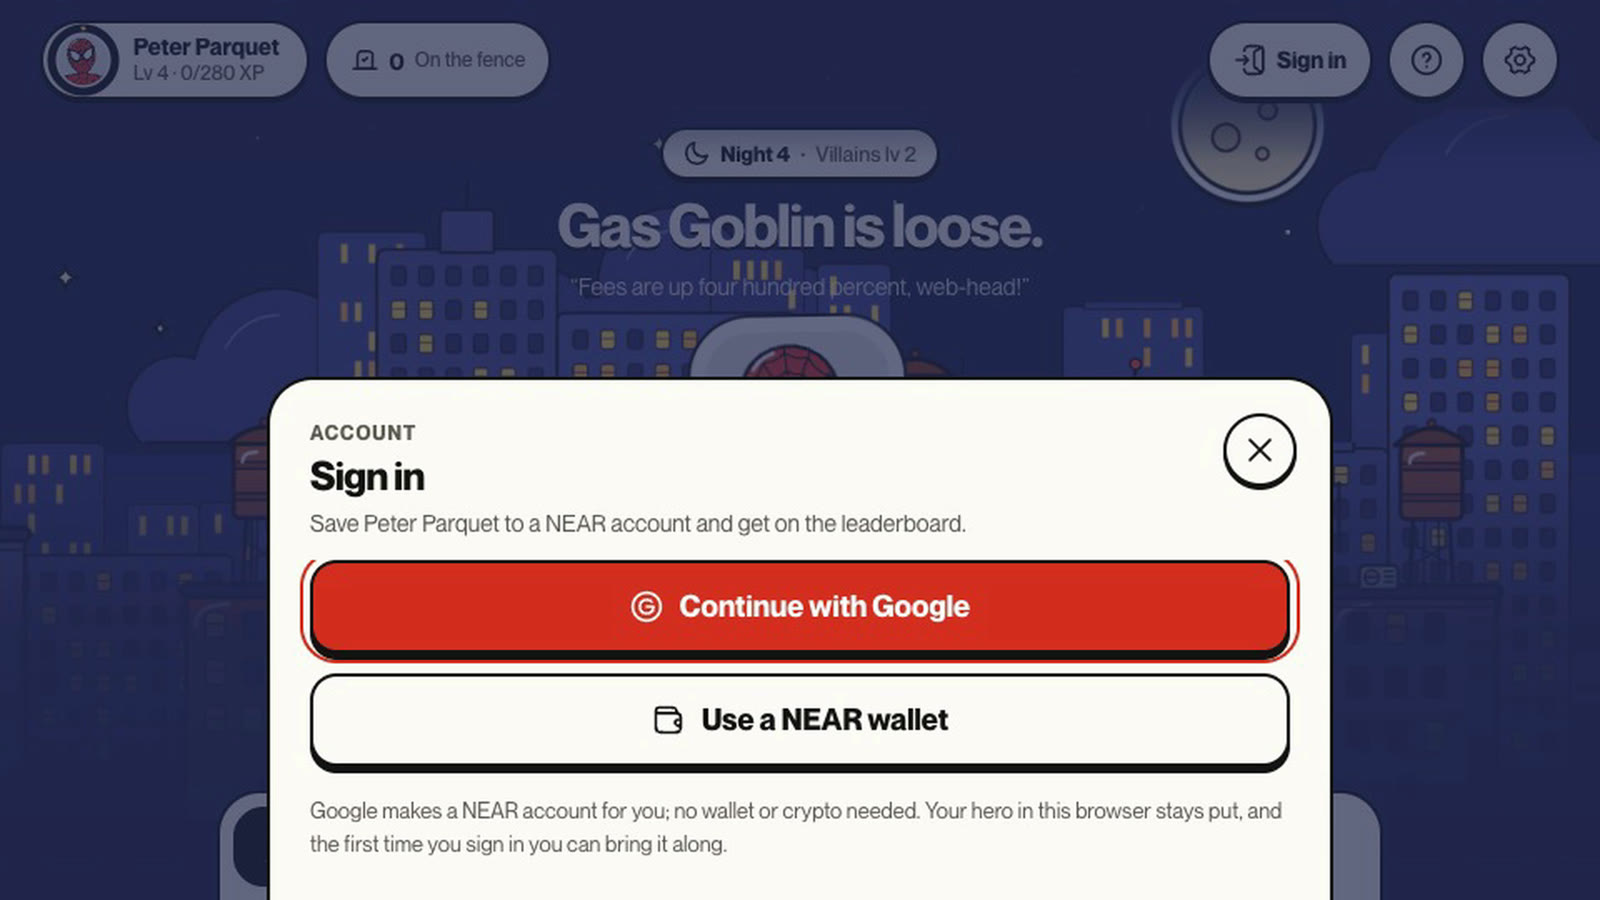 Peter Parquet
Lv 4 · 0/280 XP
0 On the fence
Sign in
Night 4 · Villains lv 2
Gas Goblin is loose.
“Fees are up four hundred percent, web-head!”
ACCOUNT
Sign in
Save Peter Parquet to a NEAR account and get on the leaderboard.
Continue with Google
Use a NEAR wallet
Google makes a NEAR account for you; no wallet or crypto needed. Your hero in this browser stays put, and
the first time you sign in you can bring it along.